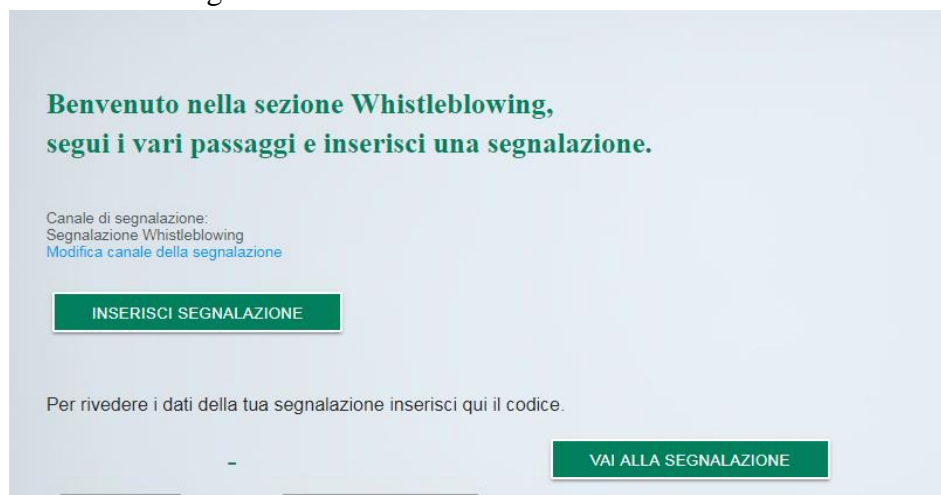 Benvenuto nella sezione Whistleblowing,
segui i vari passaggi e inserisci una segnalazione.
Canale di segnalazione:
Segnalazione Whistleblowing
Modifica canale della segnalazione
INSERISCI SEGNALAZIONE
Per rivedere i dati della tua segnalazione inserisci qui il codice.
- VAI ALLA SEGNALAZIONE